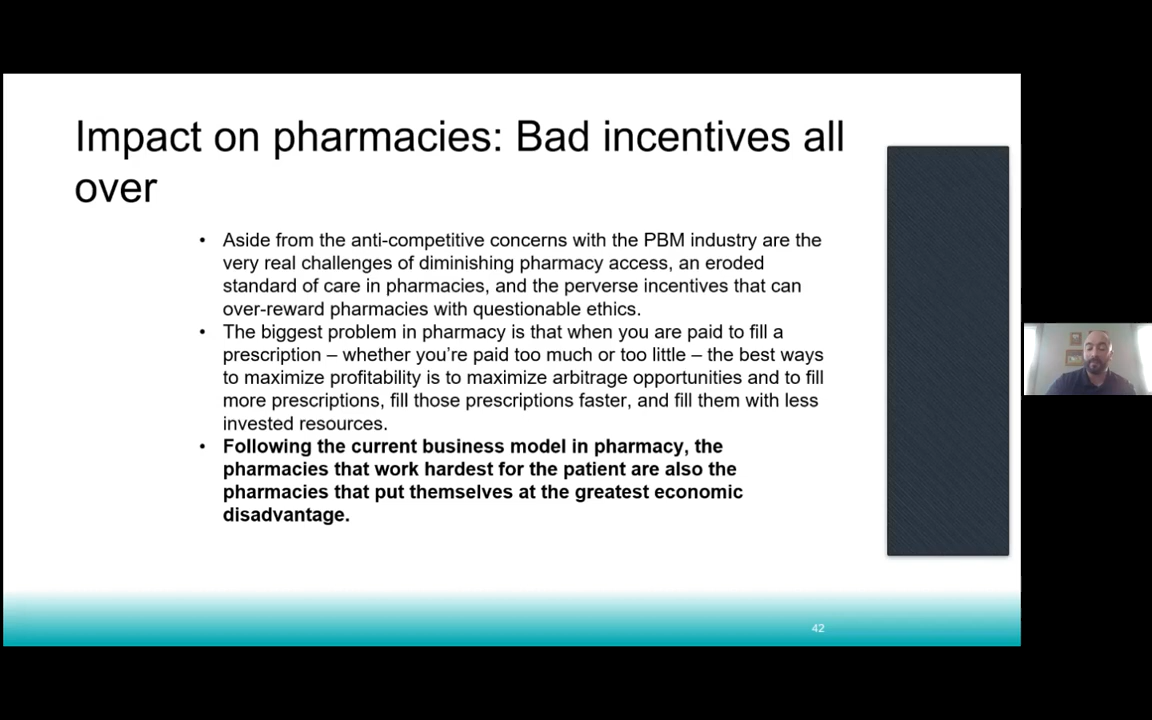 Impact on pharmacies: Bad incentives all
over
• Aside from the anti-competitive concerns with the PBM industry are the
very real challenges of diminishing pharmacy access, an eroded
standard of care in pharmacies, and the perverse incentives that can
over-reward pharmacies with questionable ethics.
• The biggest problem in pharmacy is that when you are paid to fill a
prescription – whether you’re paid too much or too little – the best ways
to maximize profitability is to maximize arbitrage opportunities and to fill
more prescriptions, fill those prescriptions faster, and fill them with less
invested resources.
• Following the current business model in pharmacy, the
pharmacies that work hardest for the patient are also the
pharmacies that put themselves at the greatest economic
disadvantage.
42